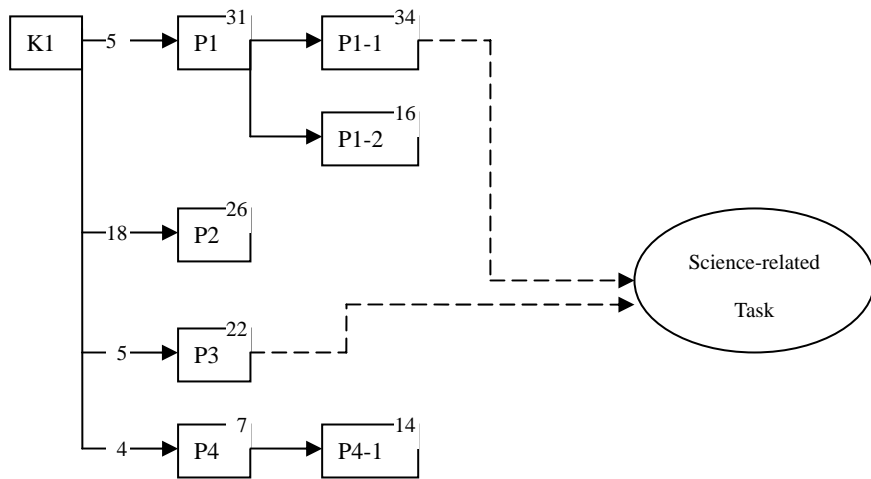 31
34
K1
5
P1
P1-1
16
P1-2
26
18
P2
Science-related
Task
22
5
P3
7
14
4
P4
P4-1